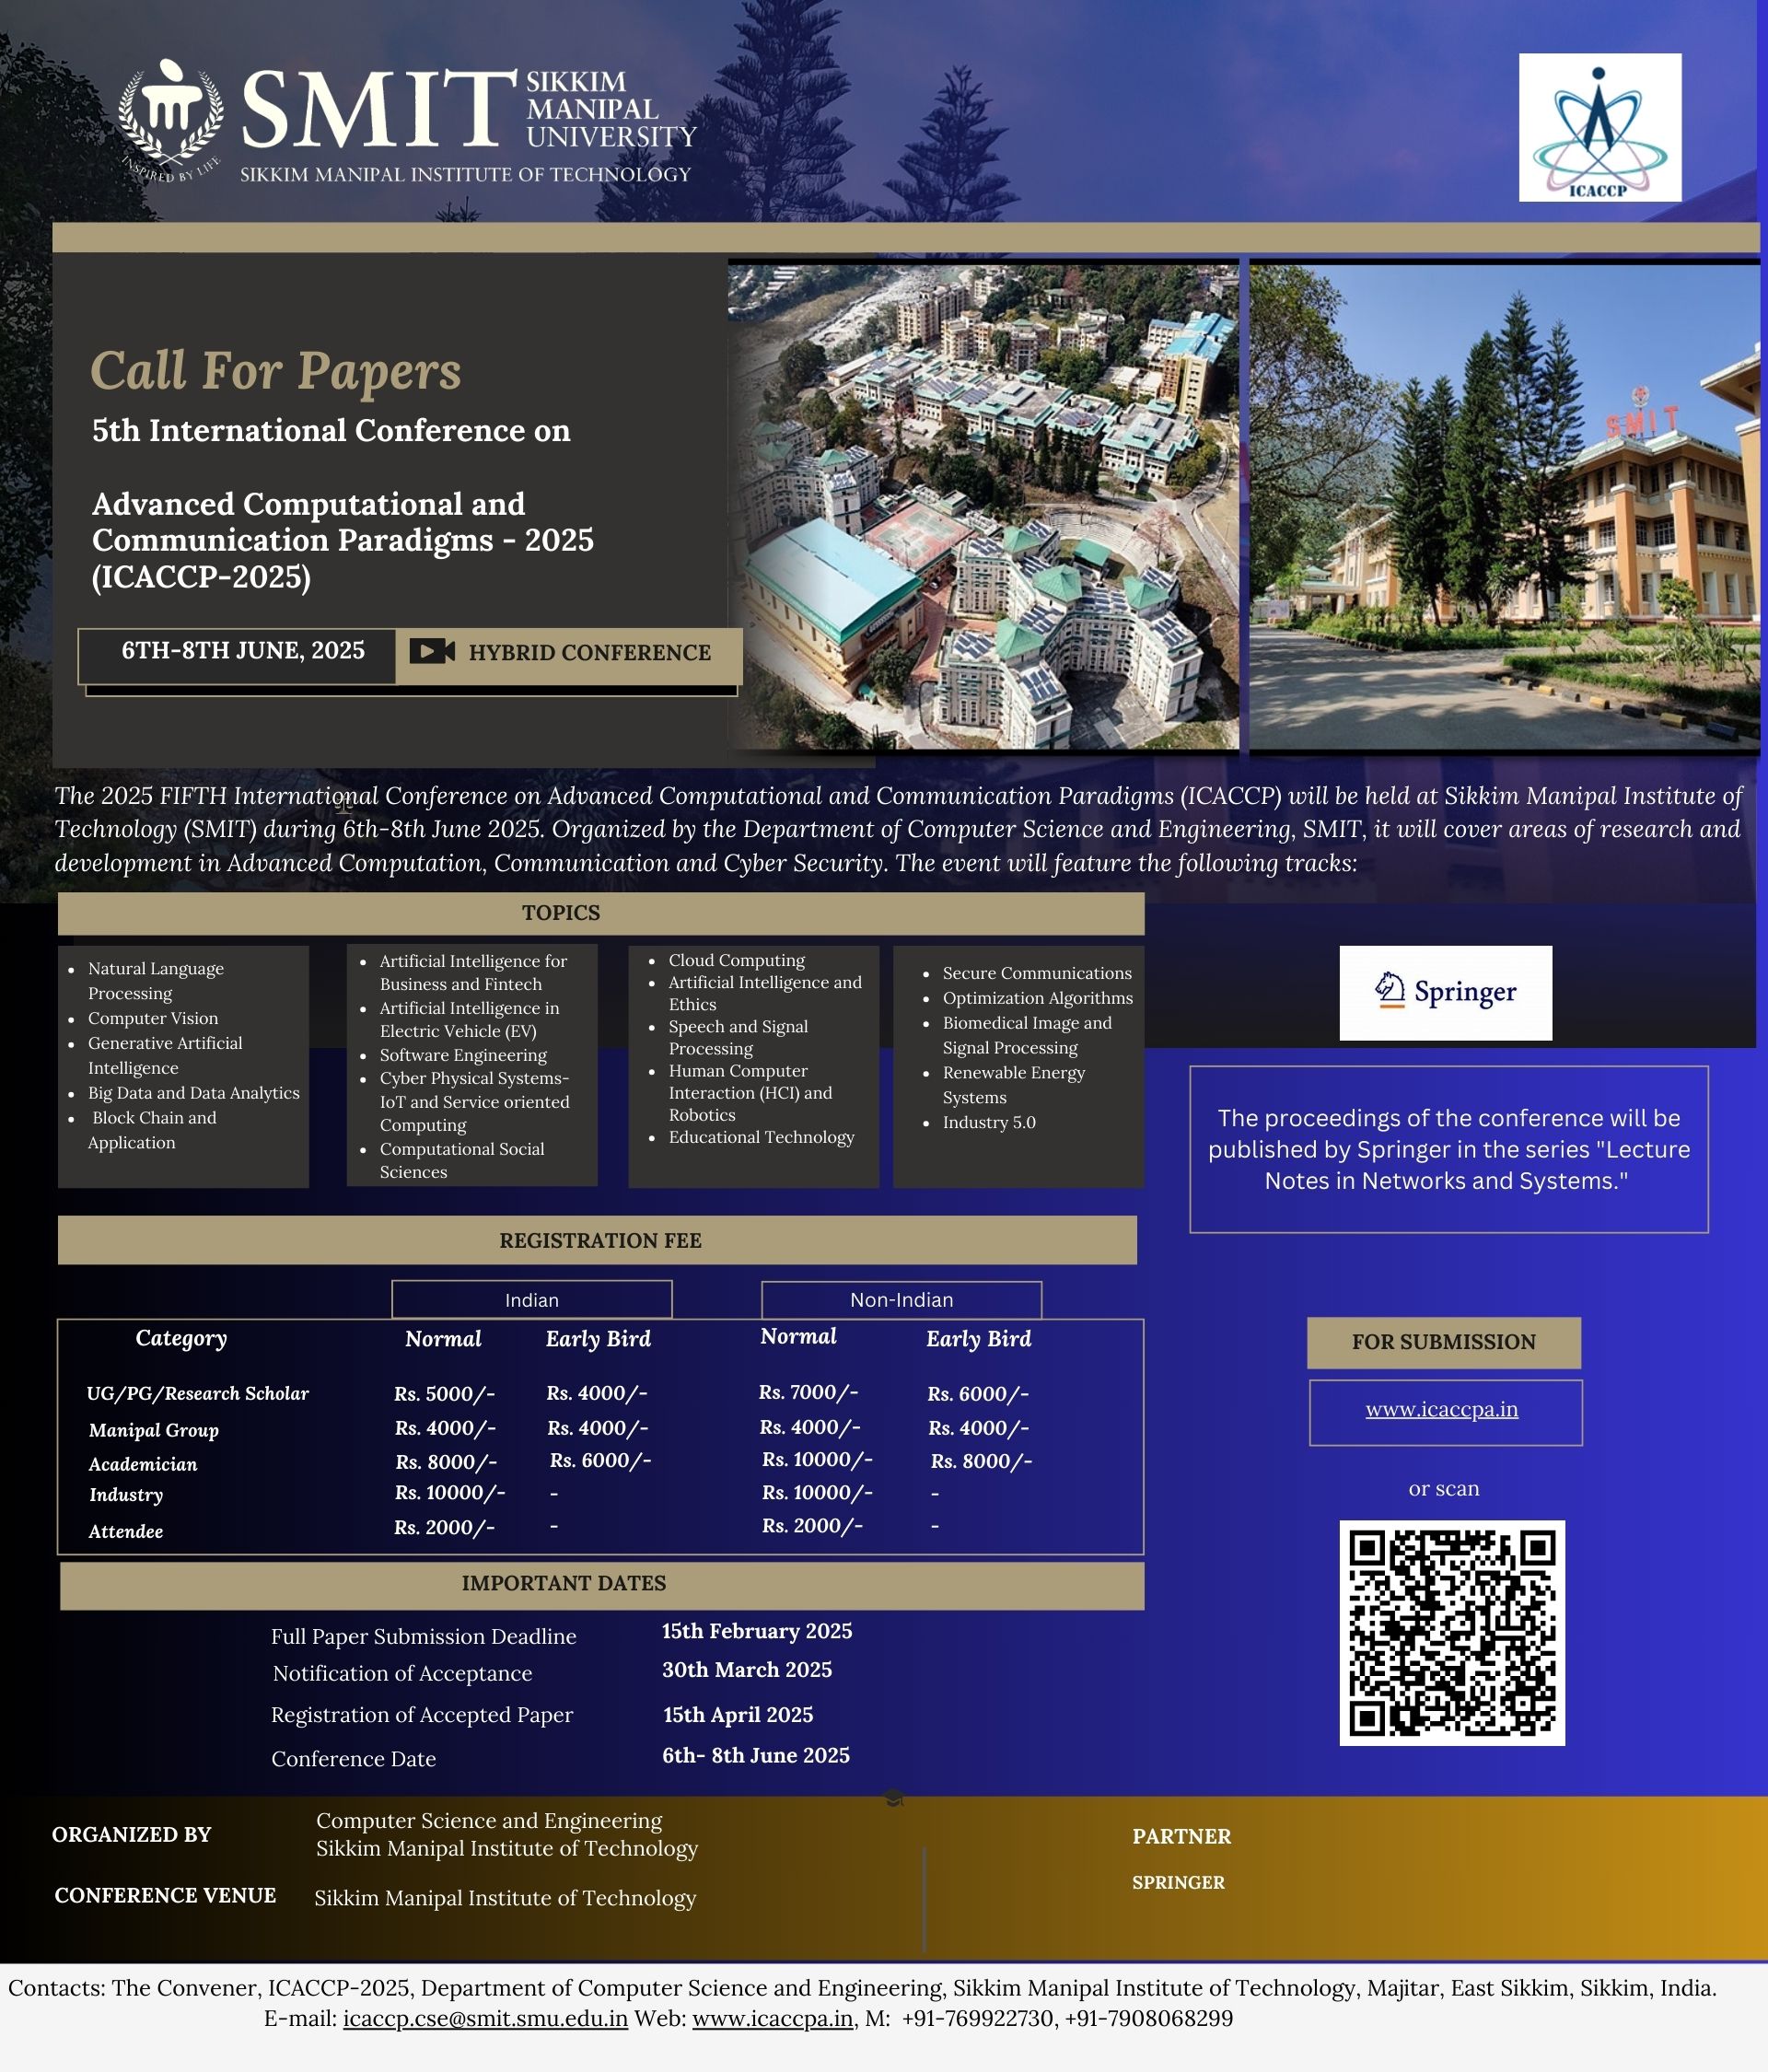 SMIT
SIKKIM
MANIPAL
UNIVERSITY
SIKKIM MANIPAL INSTITUTE OF TECHNOLOGY
INSPIRED BY LIFE
ICACCP
Call For Papers
5th International Conference on
Advanced Computational and
Communication Paradigms - 2025
(ICACCP-2025)
6TH-8TH JUNE, 2025
HYBRID CONFERENCE
SMIT
The 2025 FIFTH International Conference on Advanced Computational and Communication Paradigms (ICACCP) will be held at Sikkim Manipal Institute of
Technology (SMIT) during 6th-8th June 2025. Organized by the Department of Computer Science and Engineering, SMIT, it will cover areas of research and
development in Advanced Computation, Communication and Cyber Security. The event will feature the following tracks:
TOPICS
• Natural Language
Processing
• Computer Vision
• Generative Artificial
Intelligence
• Big Data and Data Analytics
• Block Chain and
Application
• Artificial Intelligence for
Business and Fintech
• Artificial Intelligence in
Electric Vehicle (EV)
• Software Engineering
• Cyber Physical Systems-
IoT and Service oriented
Computing
• Computational Social
Sciences
• Cloud Computing
• Artificial Intelligence and
Ethics
• Speech and Signal
Processing
• Human Computer
Interaction (HCI) and
Robotics
• Educational Technology
• Secure Communications
• Optimization Algorithms
• Biomedical Image and
Signal Processing
• Renewable Energy
Systems
• Industry 5.0
Springer
The proceedings of the conference will be
published by Springer in the series "Lecture
Notes in Networks and Systems."
REGISTRATION FEE
Indian Non-Indian
Category Normal Early Bird Normal Early Bird
UG/PG/Research Scholar Rs. 5000/- Rs. 4000/- Rs. 7000/- Rs. 6000/-
Manipal Group Rs. 4000/- Rs. 4000/- Rs. 4000/- Rs. 4000/-
Academician Rs. 8000/- Rs. 6000/- Rs. 10000/- Rs. 8000/-
Industry Rs. 10000/- - Rs. 10000/- -
Attendee Rs. 2000/- - Rs. 2000/- -
FOR SUBMISSION
www.icaccpa.in
or scan
IMPORTANT DATES
Full Paper Submission Deadline 15th February 2025
Notification of Acceptance 30th March 2025
Registration of Accepted Paper 15th April 2025
Conference Date 6th- 8th June 2025
ORGANIZED BY
Computer Science and Engineering
Sikkim Manipal Institute of Technology
CONFERENCE VENUE Sikkim Manipal Institute of Technology
PARTNER
SPRINGER
Contacts: The Convener, ICACCP-2025, Department of Computer Science and Engineering, Sikkim Manipal Institute of Technology, Majitar, East Sikkim, Sikkim, India.
E-mail: icaccp.cse@smit.smu.edu.in Web: www.icaccpa.in, M: +91-769922730, +91-7908068299